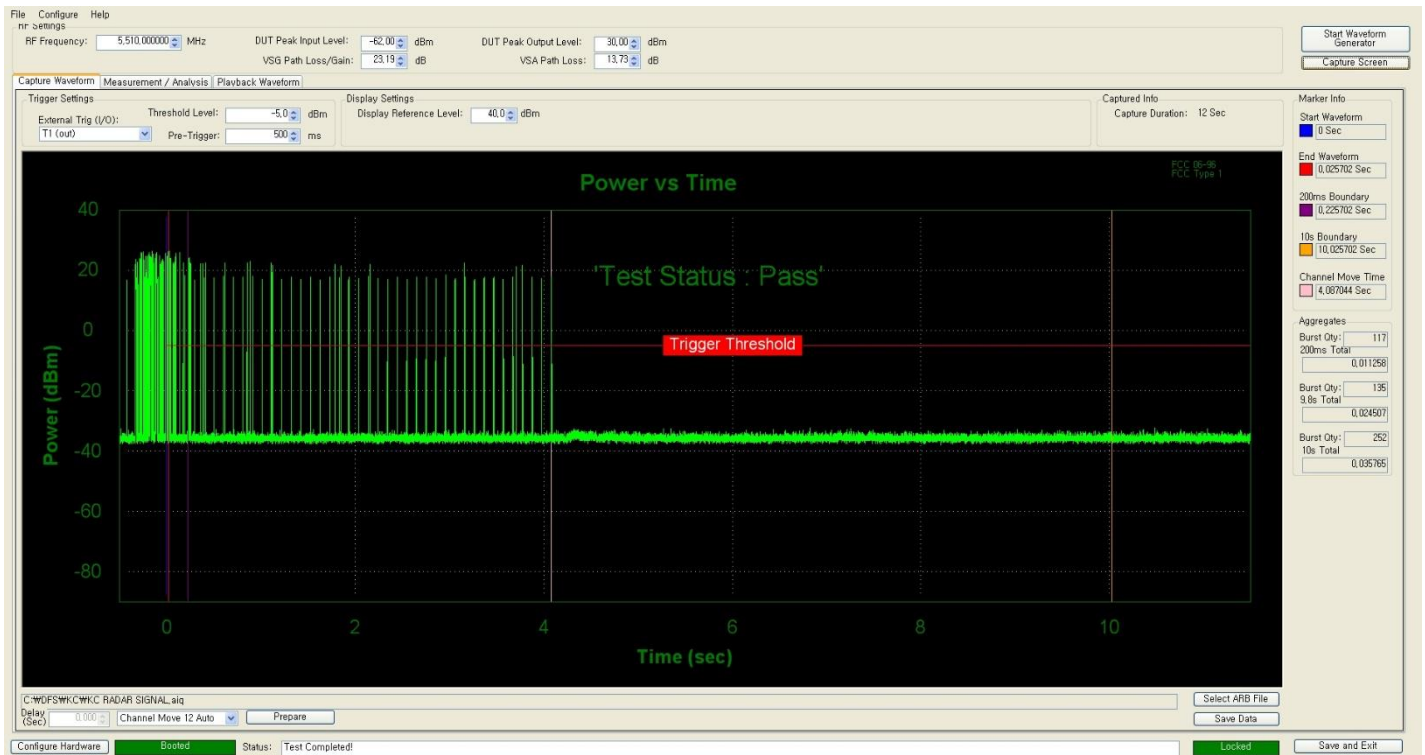 File Configure Help
RF Settings
RF Frequency: 5,510,000000 MHz DUT Peak Input Level: -62,00 dBm DUT Peak Output Level: 30,00 dBm
VSG Path Loss/Gain: 23,19 dB VSA Path Loss: 13,73 dB
Start Waveform Generator
Capture Screen
Capture Waveform Measurement / Analysis Playback Waveform
Trigger Settings
External Trig (I/O): Threshold Level: -5,0 dBm
T1 (out) Pre-Trigger: 500 ms
Display Settings
Display Reference Level: 40,0 dBm
Captured Info
Capture Duration: 12 Sec
Marker Info
Start Waveform
0 Sec
End Waveform
0,025702 Sec
200ms Boundary
0,225702 Sec
10s Boundary
10,025702 Sec
Channel Move Time
4,087044 Sec
Aggregates
Burst Qty: 117
200ms Total
0,011258
Burst Qty: 135
9.8s Total
0,024507
Burst Qty: 252
10s Total
0,035765
FCC 06-96
FCC Type 1
Power vs Time
'Test Status : Pass'
Trigger Threshold
Power (dBm)
40
20
0
-20
-40
-60
-80
0 2 4 6 8 10
Time (sec)
C:₩DFS₩KC₩KC RADAR SIGNAL,aiq
Select ARB File
Delay (Sec) 0,000 Channel Move 12 Auto Prepare
Save Data
Configure Hardware Booted Status: Test Completed! Locked Save and Exit